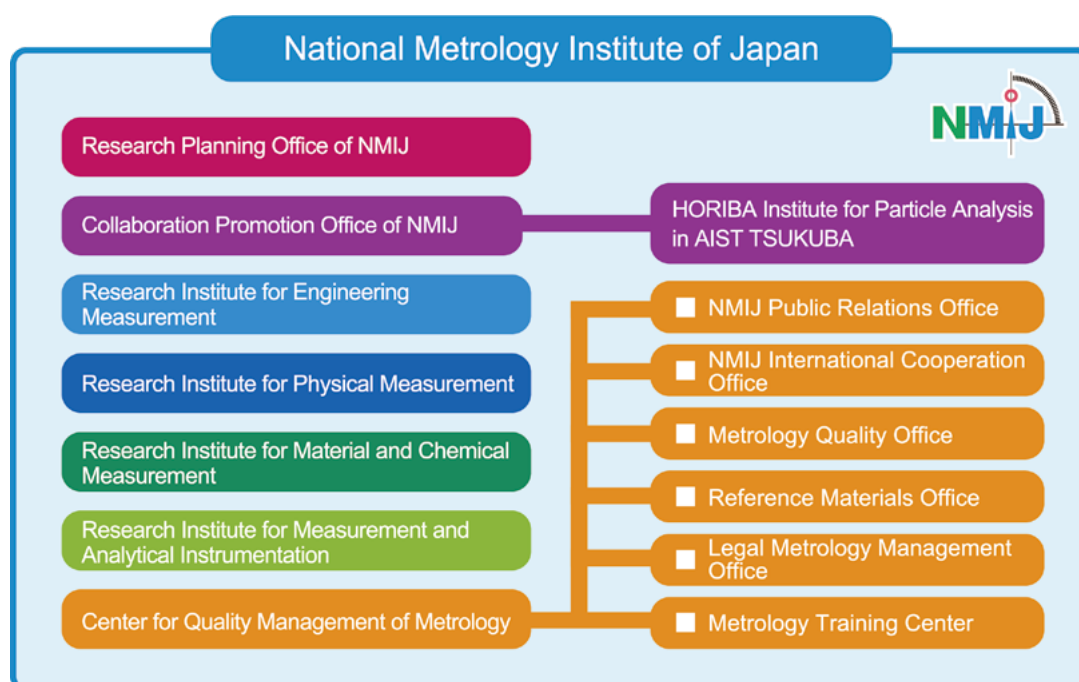 National Metrology Institute of Japan
NMIJ
Research Planning Office of NMIJ
Collaboration Promotion Office of NMIJ
HORIBA Institute for Particle Analysis
in AIST TSUKUBA
Research Institute for Engineering
Measurement
Research Institute for Physical Measurement
Research Institute for Material and Chemical
Measurement
Research Institute for Measurement and
Analytical Instrumentation
Center for Quality Management of Metrology
NMIJ Public Relations Office
NMIJ International Cooperation
Office
Metrology Quality Office
Reference Materials Office
Legal Metrology Management
Office
Metrology Training Center